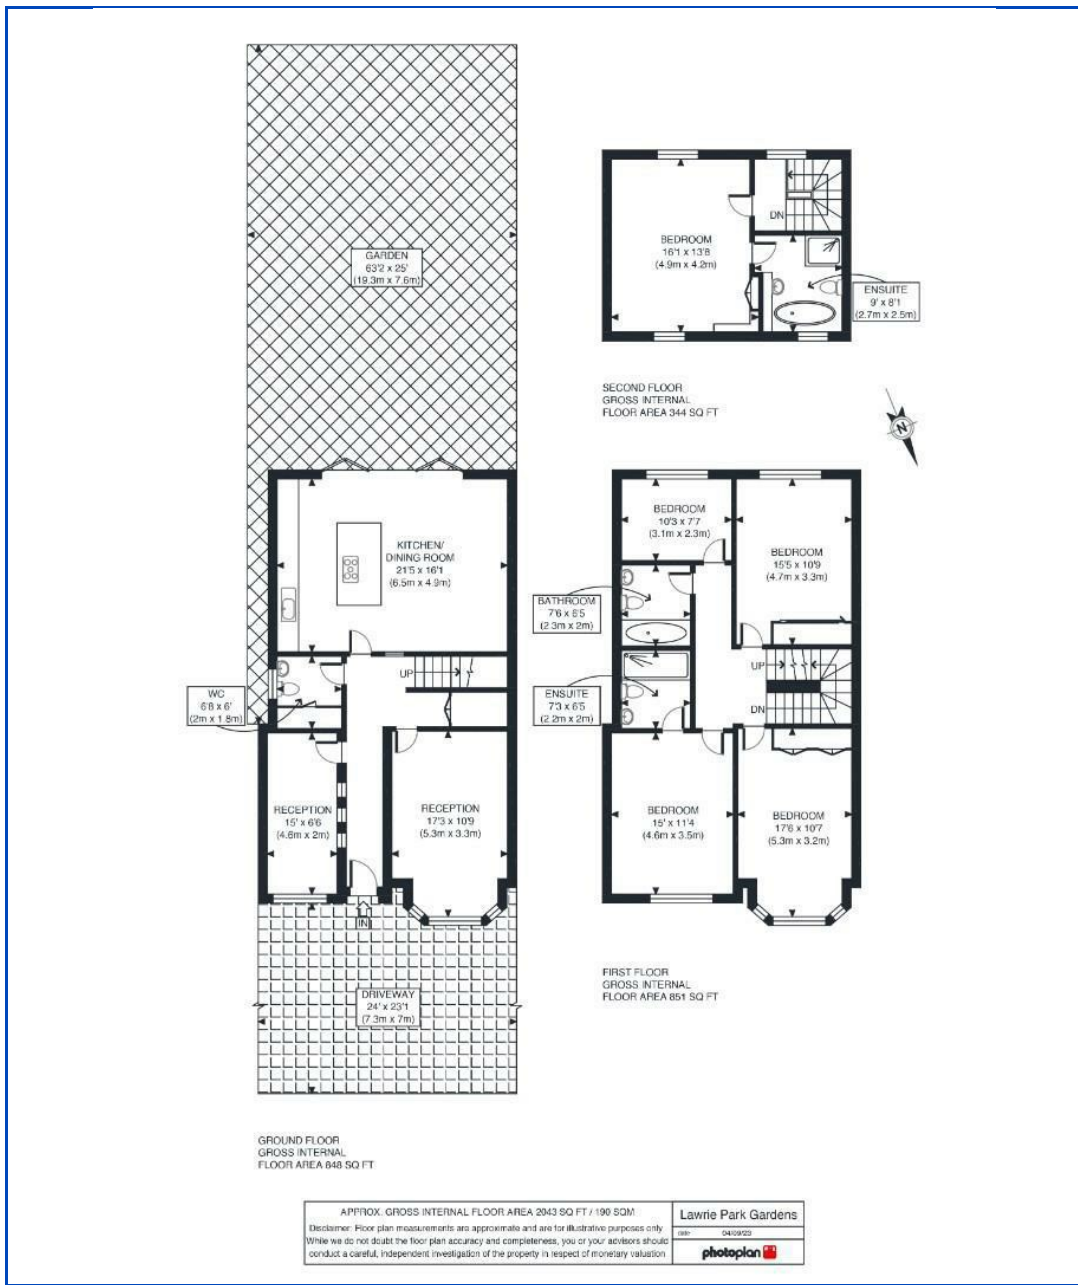 GARDEN
63'2 x 25'
(19.3m x 7.6m)
BEDROOM
16'1 x 13'8
(4.9m x 4.2m)
DN
ENSUITE
9' x 8'1
(2.7m x 2.5m)
SECOND FLOOR
GROSS INTERNAL
FLOOR AREA 344 SQ FT
N
KITCHEN/
DINING ROOM
21'5 x 16'1
(6.5m x 4.9m)
UP
WC
6'8 x 6'
(2m x 1.8m)
RECEPTION
15' x 6'6
(4.6m x 2m)
RECEPTION
17'3 x 10'9
(5.3m x 3.3m)
IN
DRIVEWAY
24' x 23'1
(7.3m x 7m)
GROUND FLOOR
GROSS INTERNAL
FLOOR AREA 848 SQ FT
BEDROOM
10'3 x 7'7
(3.1m x 2.3m)
BEDROOM
15'5 x 10'9
(4.7m x 3.3m)
BATHROOM
7'6 x 6'5
(2.3m x 2m)
UP
ENSUITE
7'3 x 6'5
(2.2m x 2m)
DN
BEDROOM
15' x 11'4
(4.6m x 3.5m)
BEDROOM
17'6 x 10'7
(5.3m x 3.2m)
FIRST FLOOR
GROSS INTERNAL
FLOOR AREA 851 SQ FT
APPROX. GROSS INTERNAL FLOOR AREA 2043 SQ FT / 190 SQM
Disclaimer: Floor plan measurements are approximate and are for illustrative purposes only.
While we do not doubt the floor plan accuracy and completeness, you or your advisors should
conduct a careful, independent investigation of the property in respect of monetary valuation
Lawrie Park Gardens
date 04/09/23
photoplan